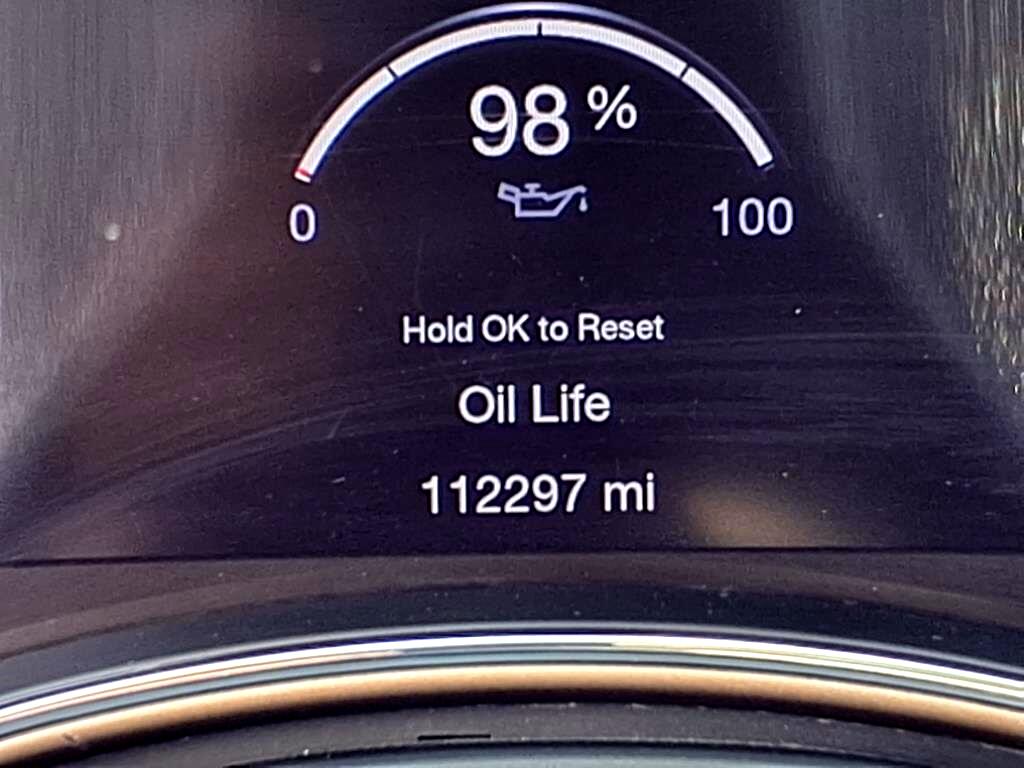 98 %
0 100
Hold OK to Reset
Oil Life
112297 mi